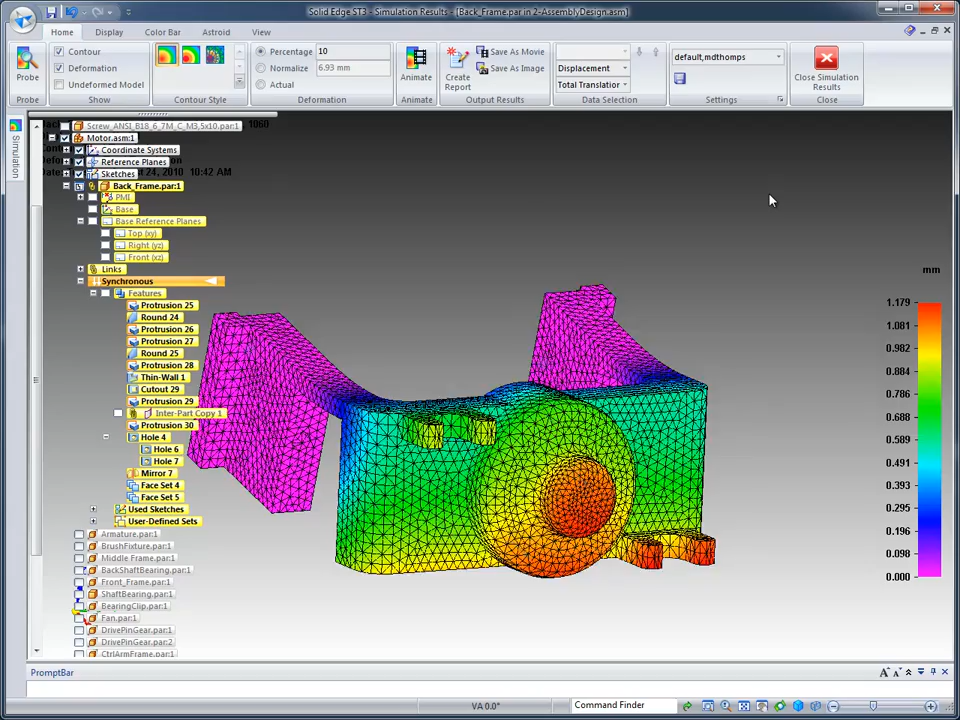 Solid Edge ST3 - Simulation Results - [Back_Frame.par in 2-AssemblyDesign.asm]
Home Display Color Bar Astroid View
Probe
Contour
Deformation
Undeformed Model
Percentage 10
Normalize 6.93 mm
Actual
Animate
Create Report
Save As Movie
Save As Image
Displacement
Total Translation
default,mdthomps
Close Simulation Results
Probe Show Contour Style Deformation Animate Output Results Data Selection Settings Close
Simulation
Screw_ANSI_B18_6_7M_C_M3,5x10.par:1
1060
Motor.asm:1
Coordinate Systems
Reference Planes
Sketches
24, 2010, 10:42 AM
Back_Frame.par:1
PMI
Base
Base Reference Planes
Top (xy)
Right (yz)
Front (xz)
Links
Synchronous
Features
Protrusion 25
Round 24
Protrusion 26
Protrusion 27
Round 25
Protrusion 28
Thin-Wall 1
Cutout 29
Protrusion 29
Inter-Part Copy 1
Protrusion 30
Hole 4
Hole 6
Hole 7
Mirror 7
Face Set 4
Face Set 5
Used Sketches
User-Defined Sets
Armature.par:1
BrushFixture.par:1
Middle Frame.par:1
BackShaftBearing.par:1
Front_Frame.par:1
ShaftBearing.par:1
BearingClip.par:1
Fan.par:1
DrivePinGear.par:1
DrivePinGear.par:2
CtrlArmFrame.par:1
mm
1.179
1.081
0.982
0.884
0.786
0.688
0.589
0.491
0.393
0.295
0.196
0.098
0.000
PromptBar
VA 0.0°
Command Finder